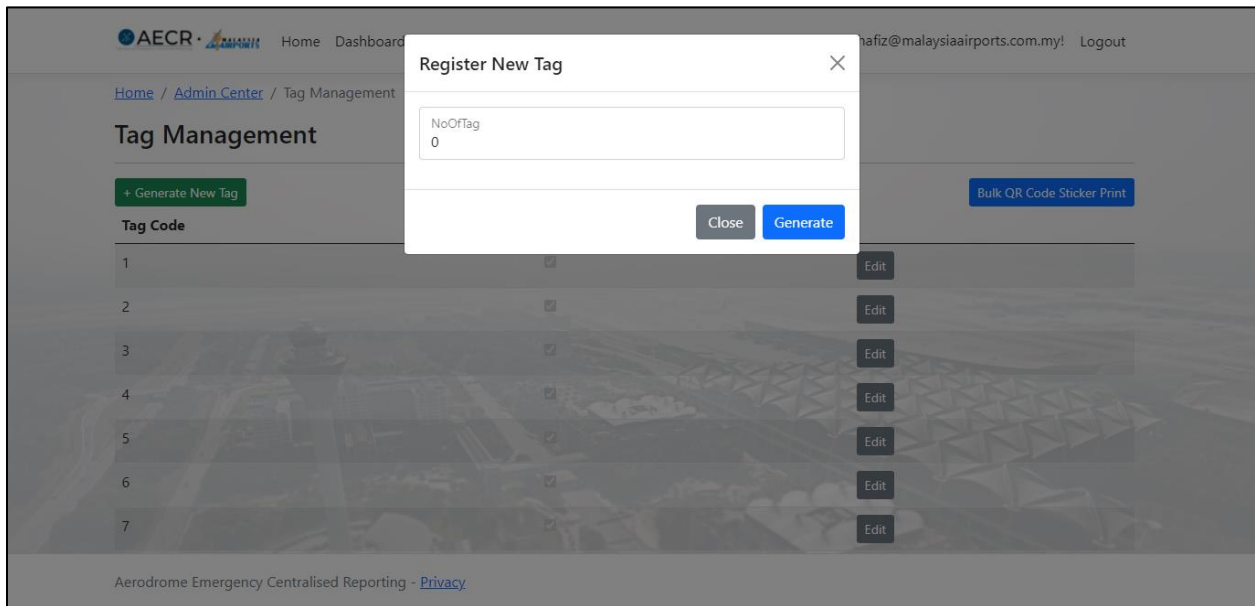 AECR · MALAYSIA AIRPORTS Home Dashboard hafiz@malaysiaairports.com.my! Logout
Register New Tag
Home / Admin Center / Tag Management
NoOfTag
0
Tag Management
+ Generate New Tag Bulk QR Code Sticker Print
Close Generate
Tag Code
1 Edit
2 Edit
3 Edit
4 Edit
5 Edit
6 Edit
7 Edit
Aerodrome Emergency Centralised Reporting - Privacy